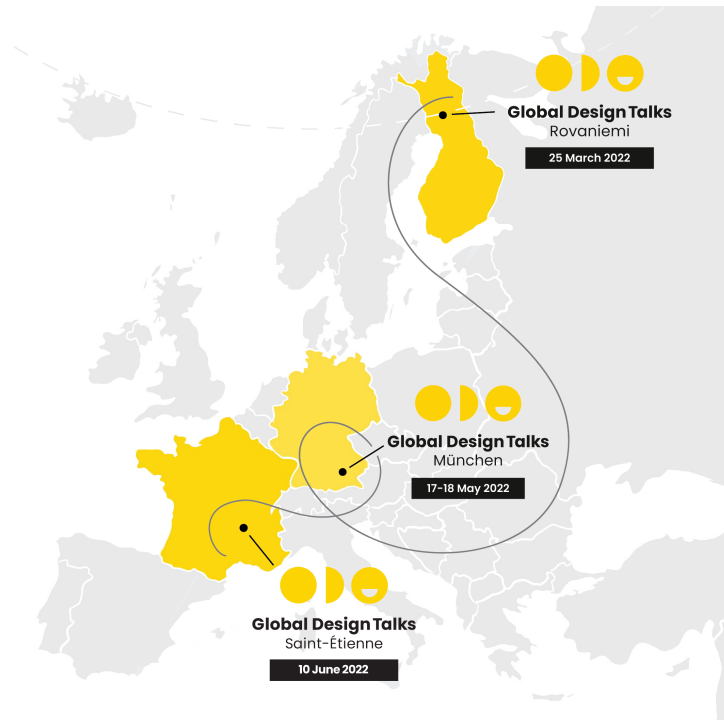 Global Design Talks
Rovaniemi
25 March 2022
Global Design Talks
München
17-18 May 2022
Global Design Talks
Saint-Étienne
10 June 2022